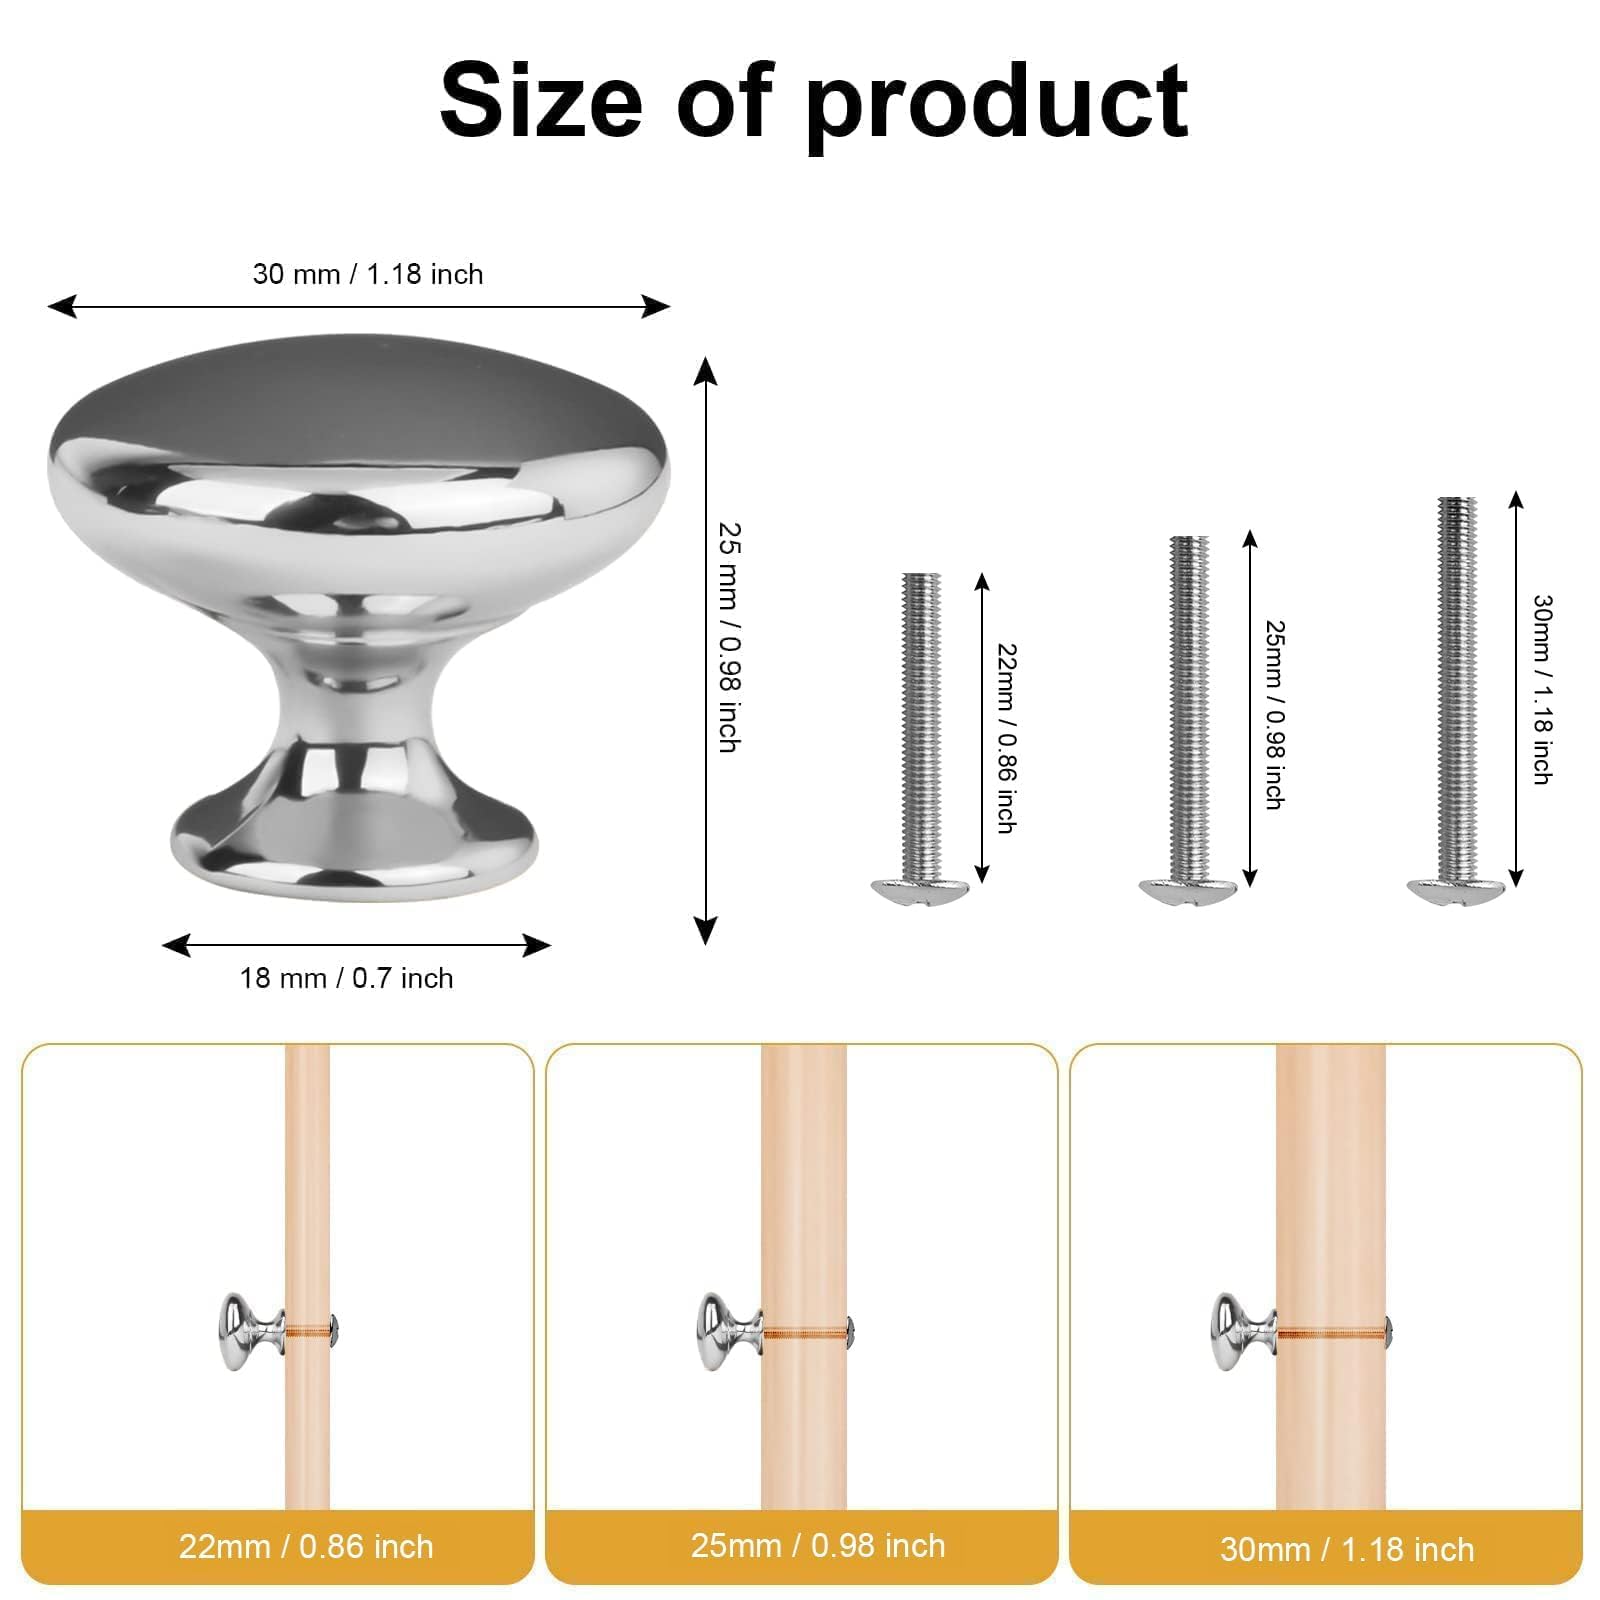 Size of product
30 mm / 1.18 inch
25 mm / 0.98 inch
18 mm / 0.7 inch
22mm / 0.86 inch
25mm / 0.98 inch
30mm / 1.18 inch
22mm / 0.86 inch
25mm / 0.98 inch
30mm / 1.18 inch